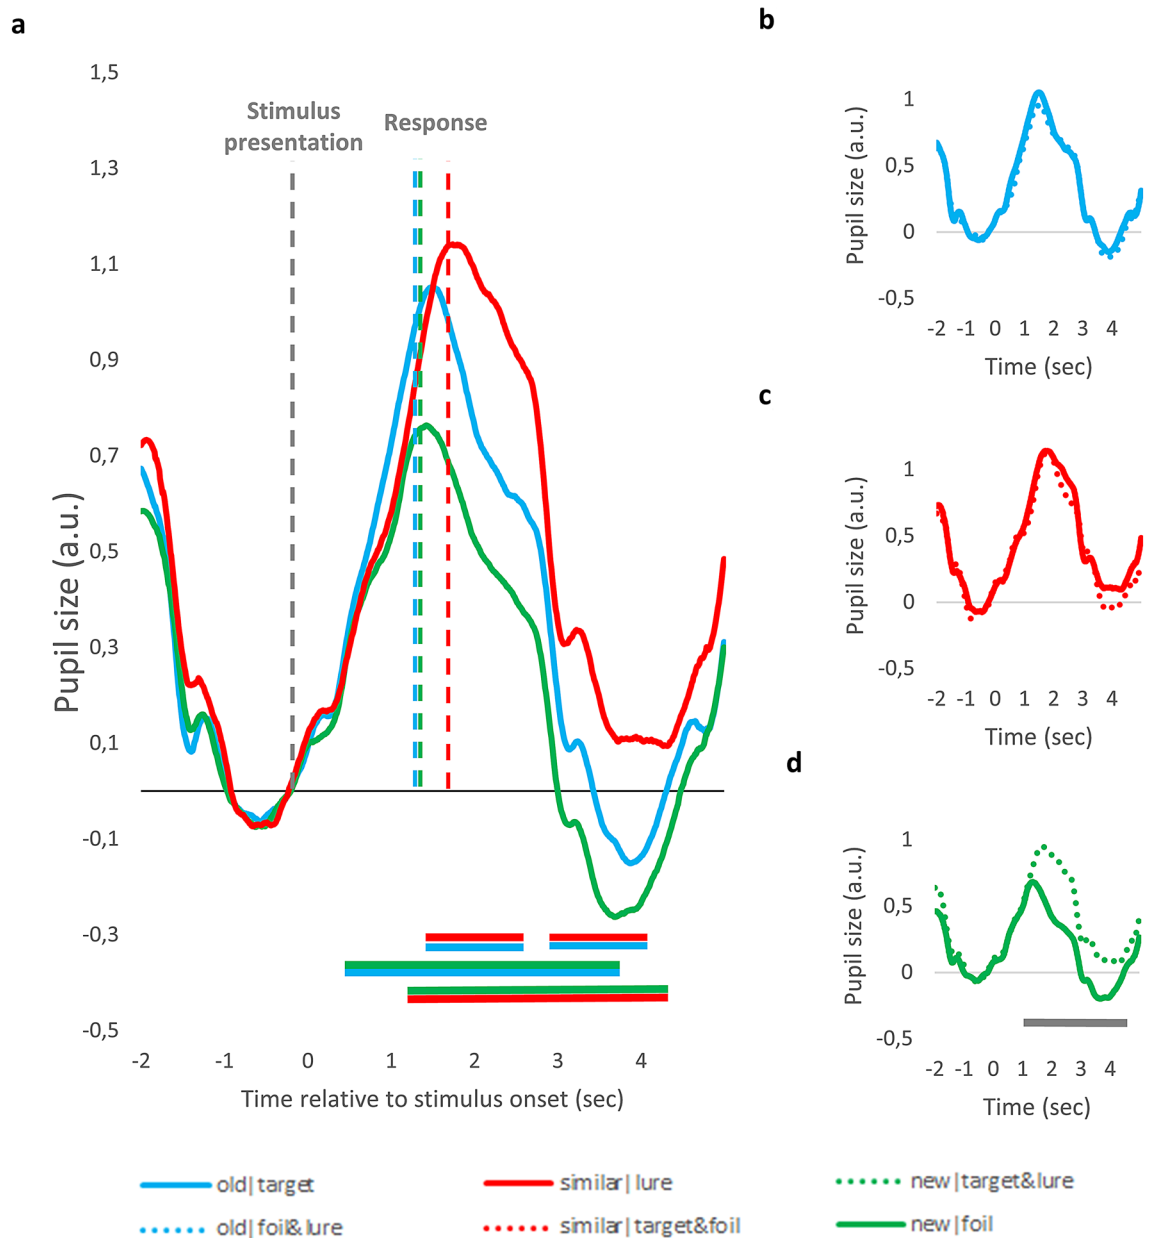 a
1,5
1,3
1,1
0,9
0,7
0,5
0,3
0,1
-0,1
-0,3
-0,5
Pupil size (a.u.)
Stimulus
presentation
Response
-2 -1 0 1 2 3 4
Time relative to stimulus onset (sec)
b
1
0,5
0
-0,5
Pupil size (a.u.)
-2 -1 0 1 2 3 4
Time (sec)
c
1
0,5
0
-0,5
Pupil size (a.u.)
-2 -1 0 1 2 3 4
Time (sec)
d
1
0,5
0
-0,5
Pupil size (a.u.)
-2 -1 0 1 2 3 4
Time (sec)
old|target
similar|lure
new|target&lure
old|foil&lure
similar|target&foil
new|foil